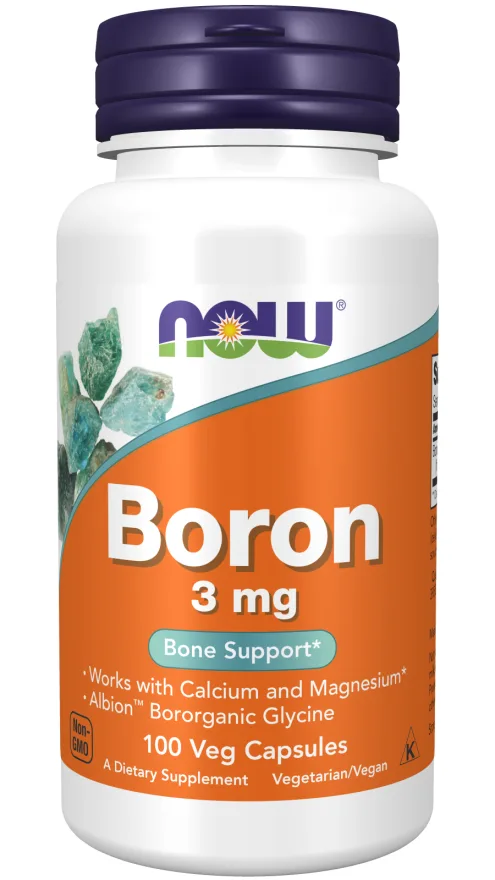 NOW®
Boron
3 mg
Bone Support*
• Works with Calcium and Magnesium*
• Albion™ Bororganic Glycine
Non-
GMO
100 Veg Capsules
K
A Dietary Supplement Vegetarian/Vegan